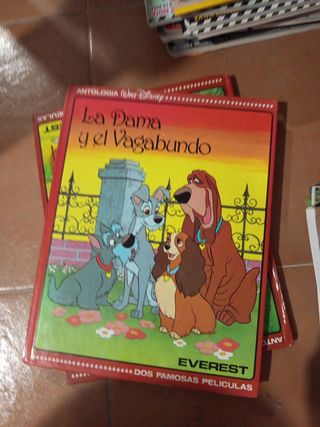 ANTOLOGIA Walt Disney
La Dama
y el Vagabundo
EVEREST
DOS FAMOSAS PELICULAS